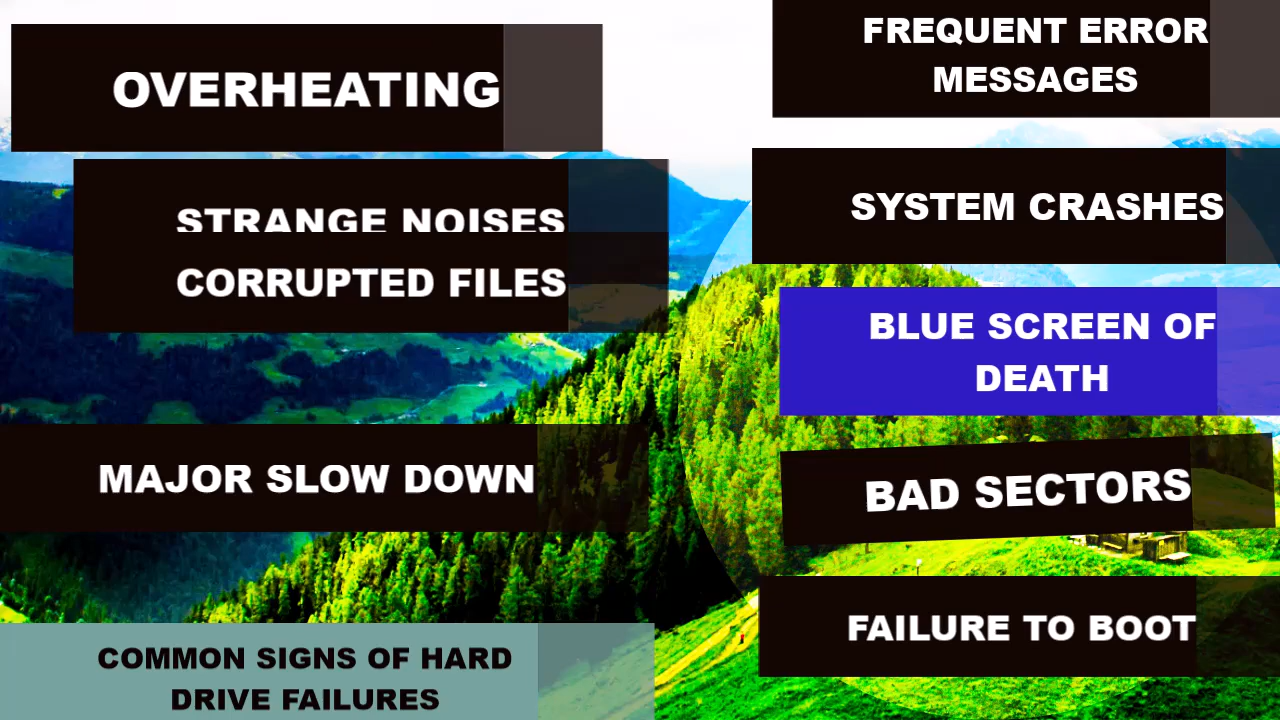 OVERHEATING
STRANGE NOISES
CORRUPTED FILES
MAJOR SLOW DOWN
COMMON SIGNS OF HARD
DRIVE FAILURES
FREQUENT ERROR
MESSAGES
SYSTEM CRASHES
BLUE SCREEN OF
DEATH
BAD SECTORS
FAILURE TO BOOT